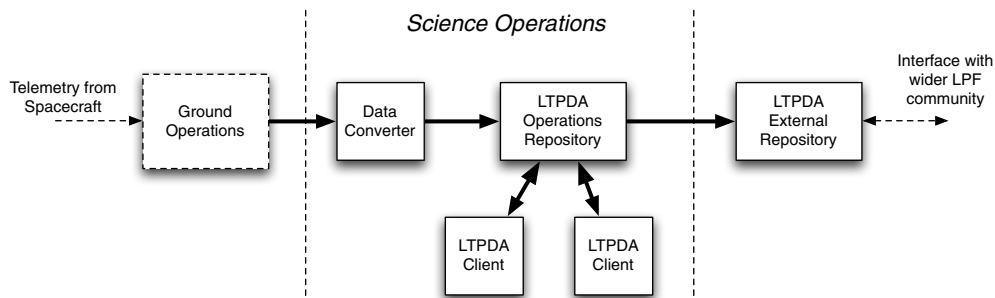 Science Operations
Telemetry from
Spacecraft
Ground
Operations
Data
Converter
LTPDA
Operations
Repository
LTPDA
External
Repository
Interface with
wider LPF
community
LTPDA
Client
LTPDA
Client